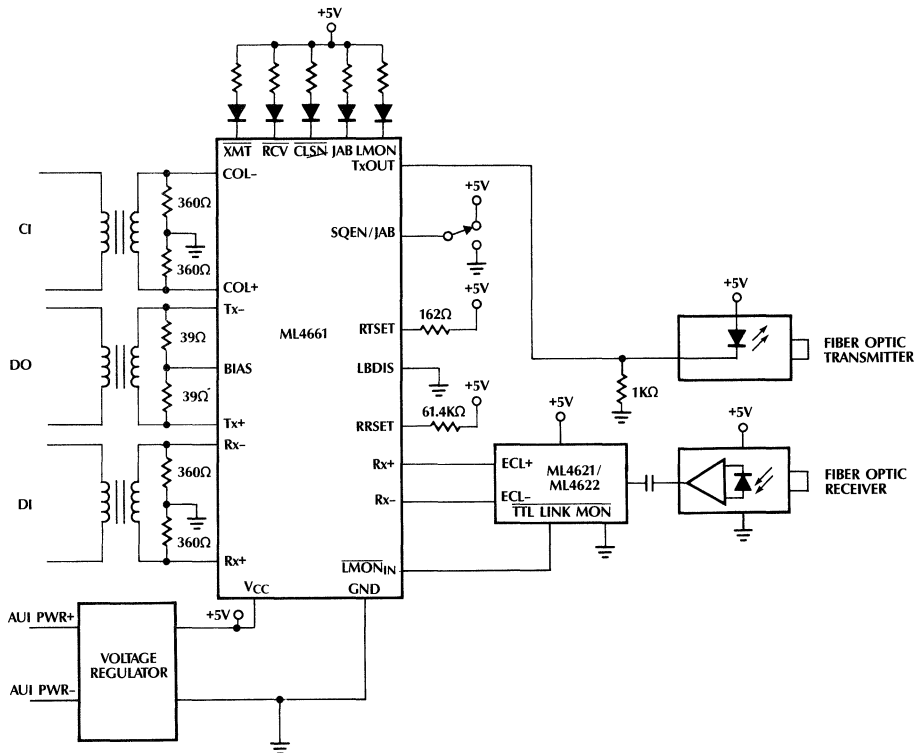 +5V
XMT RCV CLSN JAB LMON
TxOUT
COL–
360Ω
CI
360Ω
COL+
+5V
SQEN/JAB
Tx–
39Ω
DO
BIAS
39Ω
Tx+
ML4661
+5V
162Ω
RTSET
LBDIS
+5V
61.4KΩ
RRSET
+5V
FIBER OPTIC
TRANSMITTER
1KΩ
Rx–
360Ω
DI
360Ω
Rx+
Rx+
Rx–
+5V
ECL+
ML4621/
ML4622
ECL–
TTL LINK MON
+5V
FIBER OPTIC
RECEIVER
LMONIN
VCC
GND
+5V
AUI PWR+
VOLTAGE
REGULATOR
AUI PWR–